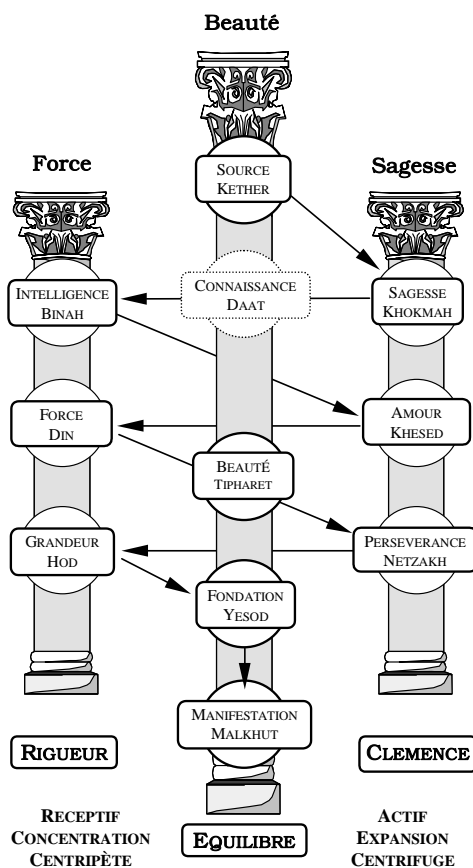 Beauté
Force
Sagesse
SOURCE
KETHER
CONNAISSANCE
DAAT
INTELLIGENCE
BINAH
SAGESSE
KHOKMAH
FORCE
DIN
AMOUR
KHESED
BEAUTÉ
TIPHARET
GRANDEUR
HOD
PERSEVERANCE
NETZAKH
FONDATION
YESOD
MANIFESTATION
MALKHUT
RIGUEUR
CLEMENCE
RECEPTIF
CONCENTRATION
CENTRIPÈTE
EQUILIBRE
ACTIF
EXPANSION
CENTRIFUGE